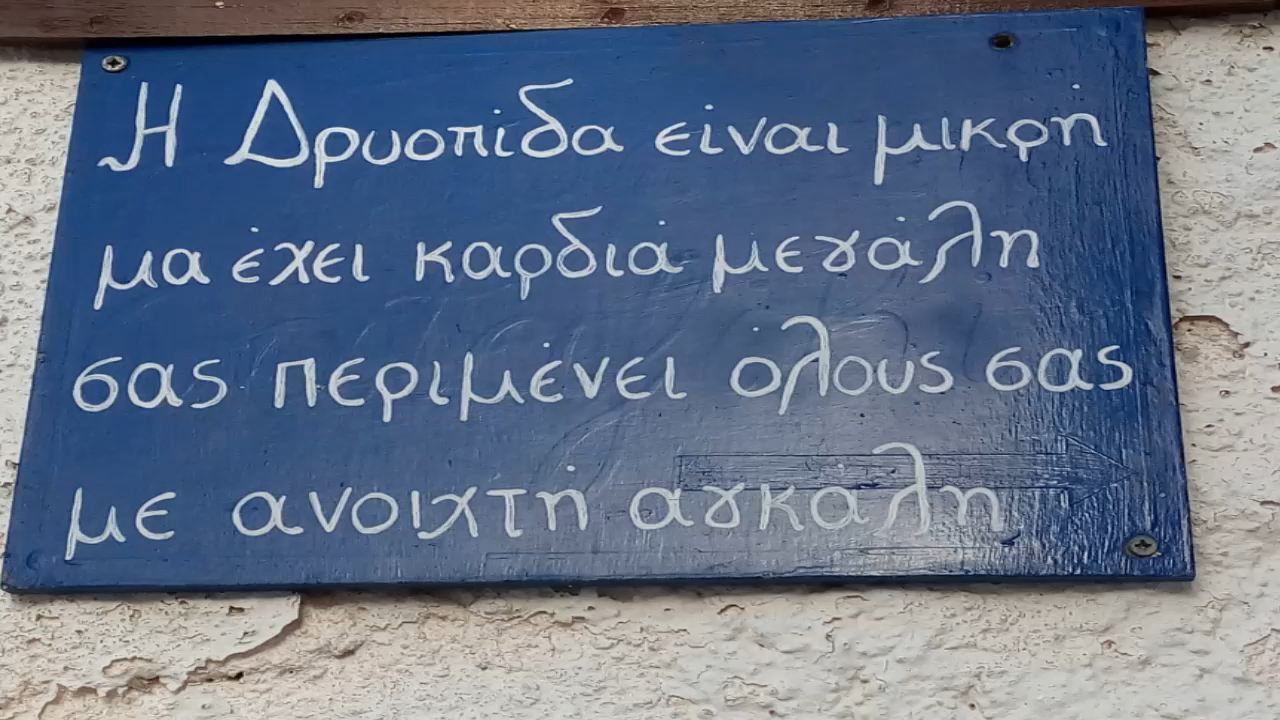 Η Δρυοπίδα είναι μικρή
μα έχει καρδιά μεγάλη
σας περιμένει όλους σας
με ανοιχτή αγκάλη